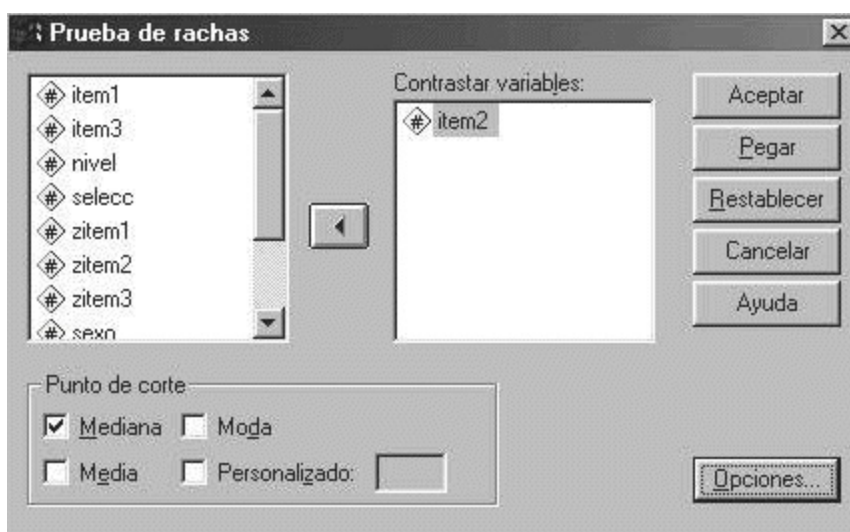 Prueba de rachas
item1
item3
nivel
selecc
zitem1
zitem2
zitem3
sexo
Contrastar variables:
item2
Aceptar
Pegar
Restablecer
Cancelar
Ayuda
Punto de corte
Mediana
Moda
Media
Personalizado:
Opciones...